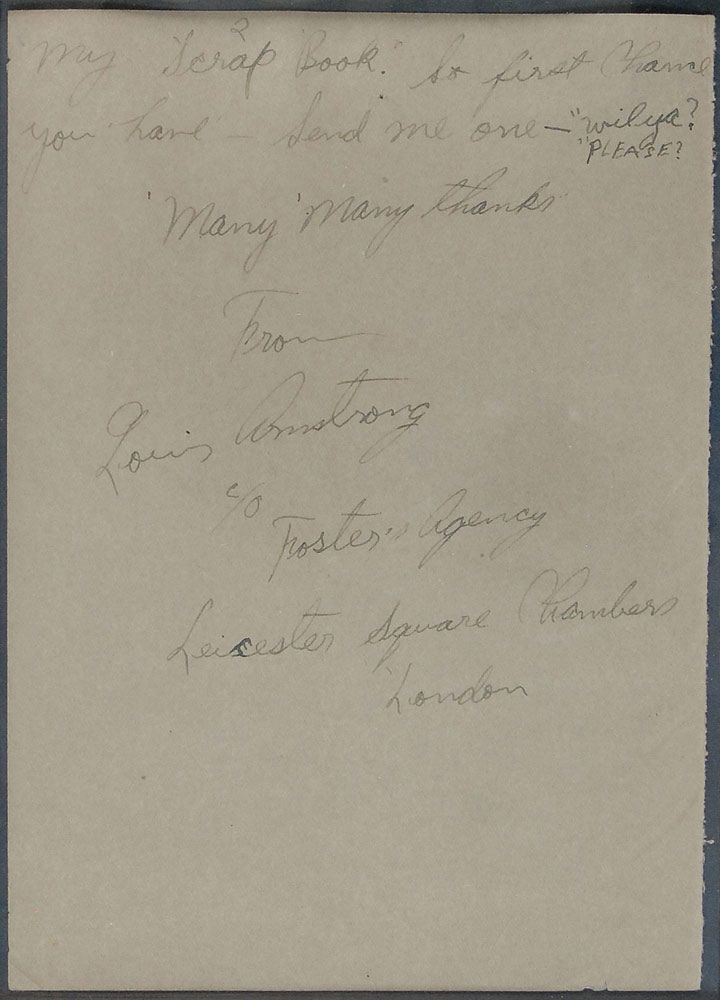 2
My 'Scrap Book.' So first chance
you have – Send me one – "wilya?
"PLEASE?
'Many' Many thanks
From
Louis Armstrong
c/o
Foster's Agency
Leicester Square Chambers
London